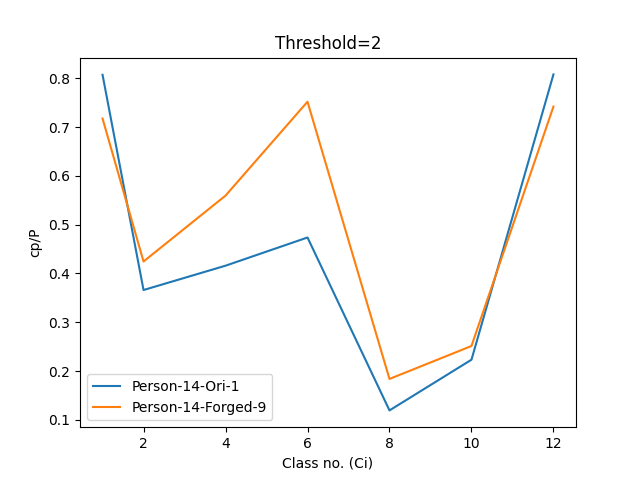 Threshold=2
cp/P
0.8
0.7
0.6
0.5
0.4
0.3
0.2
0.1
Person-14-Ori-1
Person-14-Forged-9
2 4 6 8 10 12
Class no. (Ci)